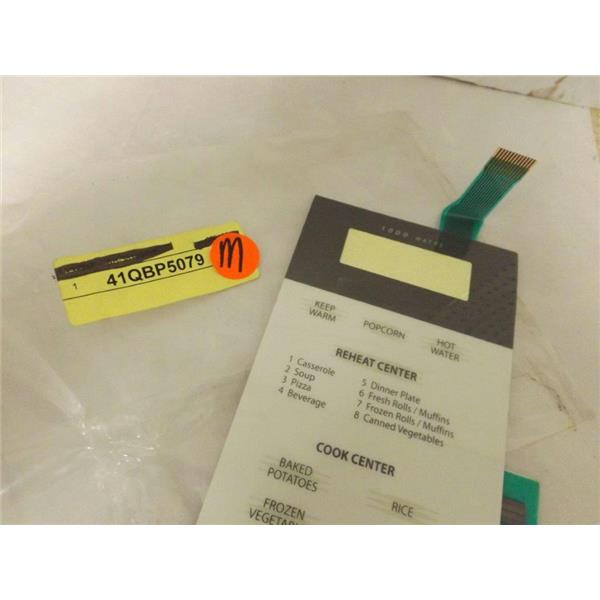 1
41QBP5079
M
1000 WATTS
KEEP
WARM
POPCORN
HOT
WATER
REHEAT CENTER
1 Casserole
2 Soup
3 Pizza
4 Beverage
5 Dinner Plate
6 Fresh Rolls / Muffins
7 Frozen Rolls / Muffins
8 Canned Vegetables
COOK CENTER
BAKED
POTATOES
RICE
FROZEN
VEGETAB